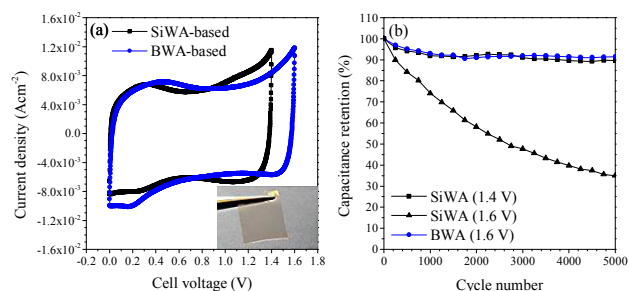 (a)
SiWA-based
BWA-based
1.6x10⁻²
1.2x10⁻²
8.0x10⁻³
4.0x10⁻³
0.0
-4.0x10⁻³
-8.0x10⁻³
-1.2x10⁻²
-1.6x10⁻²
Current density (Acm⁻²)
-0.2 0.0 0.2 0.4 0.6 0.8 1.0 1.2 1.4 1.6 1.8
Cell voltage (V)
(b)
110
100
90
80
70
60
50
40
30
20
10
0
Capacitance retention (%)
SiWA (1.4 V)
SiWA (1.6 V)
BWA (1.6 V)
0 1000 2000 3000 4000 5000
Cycle number